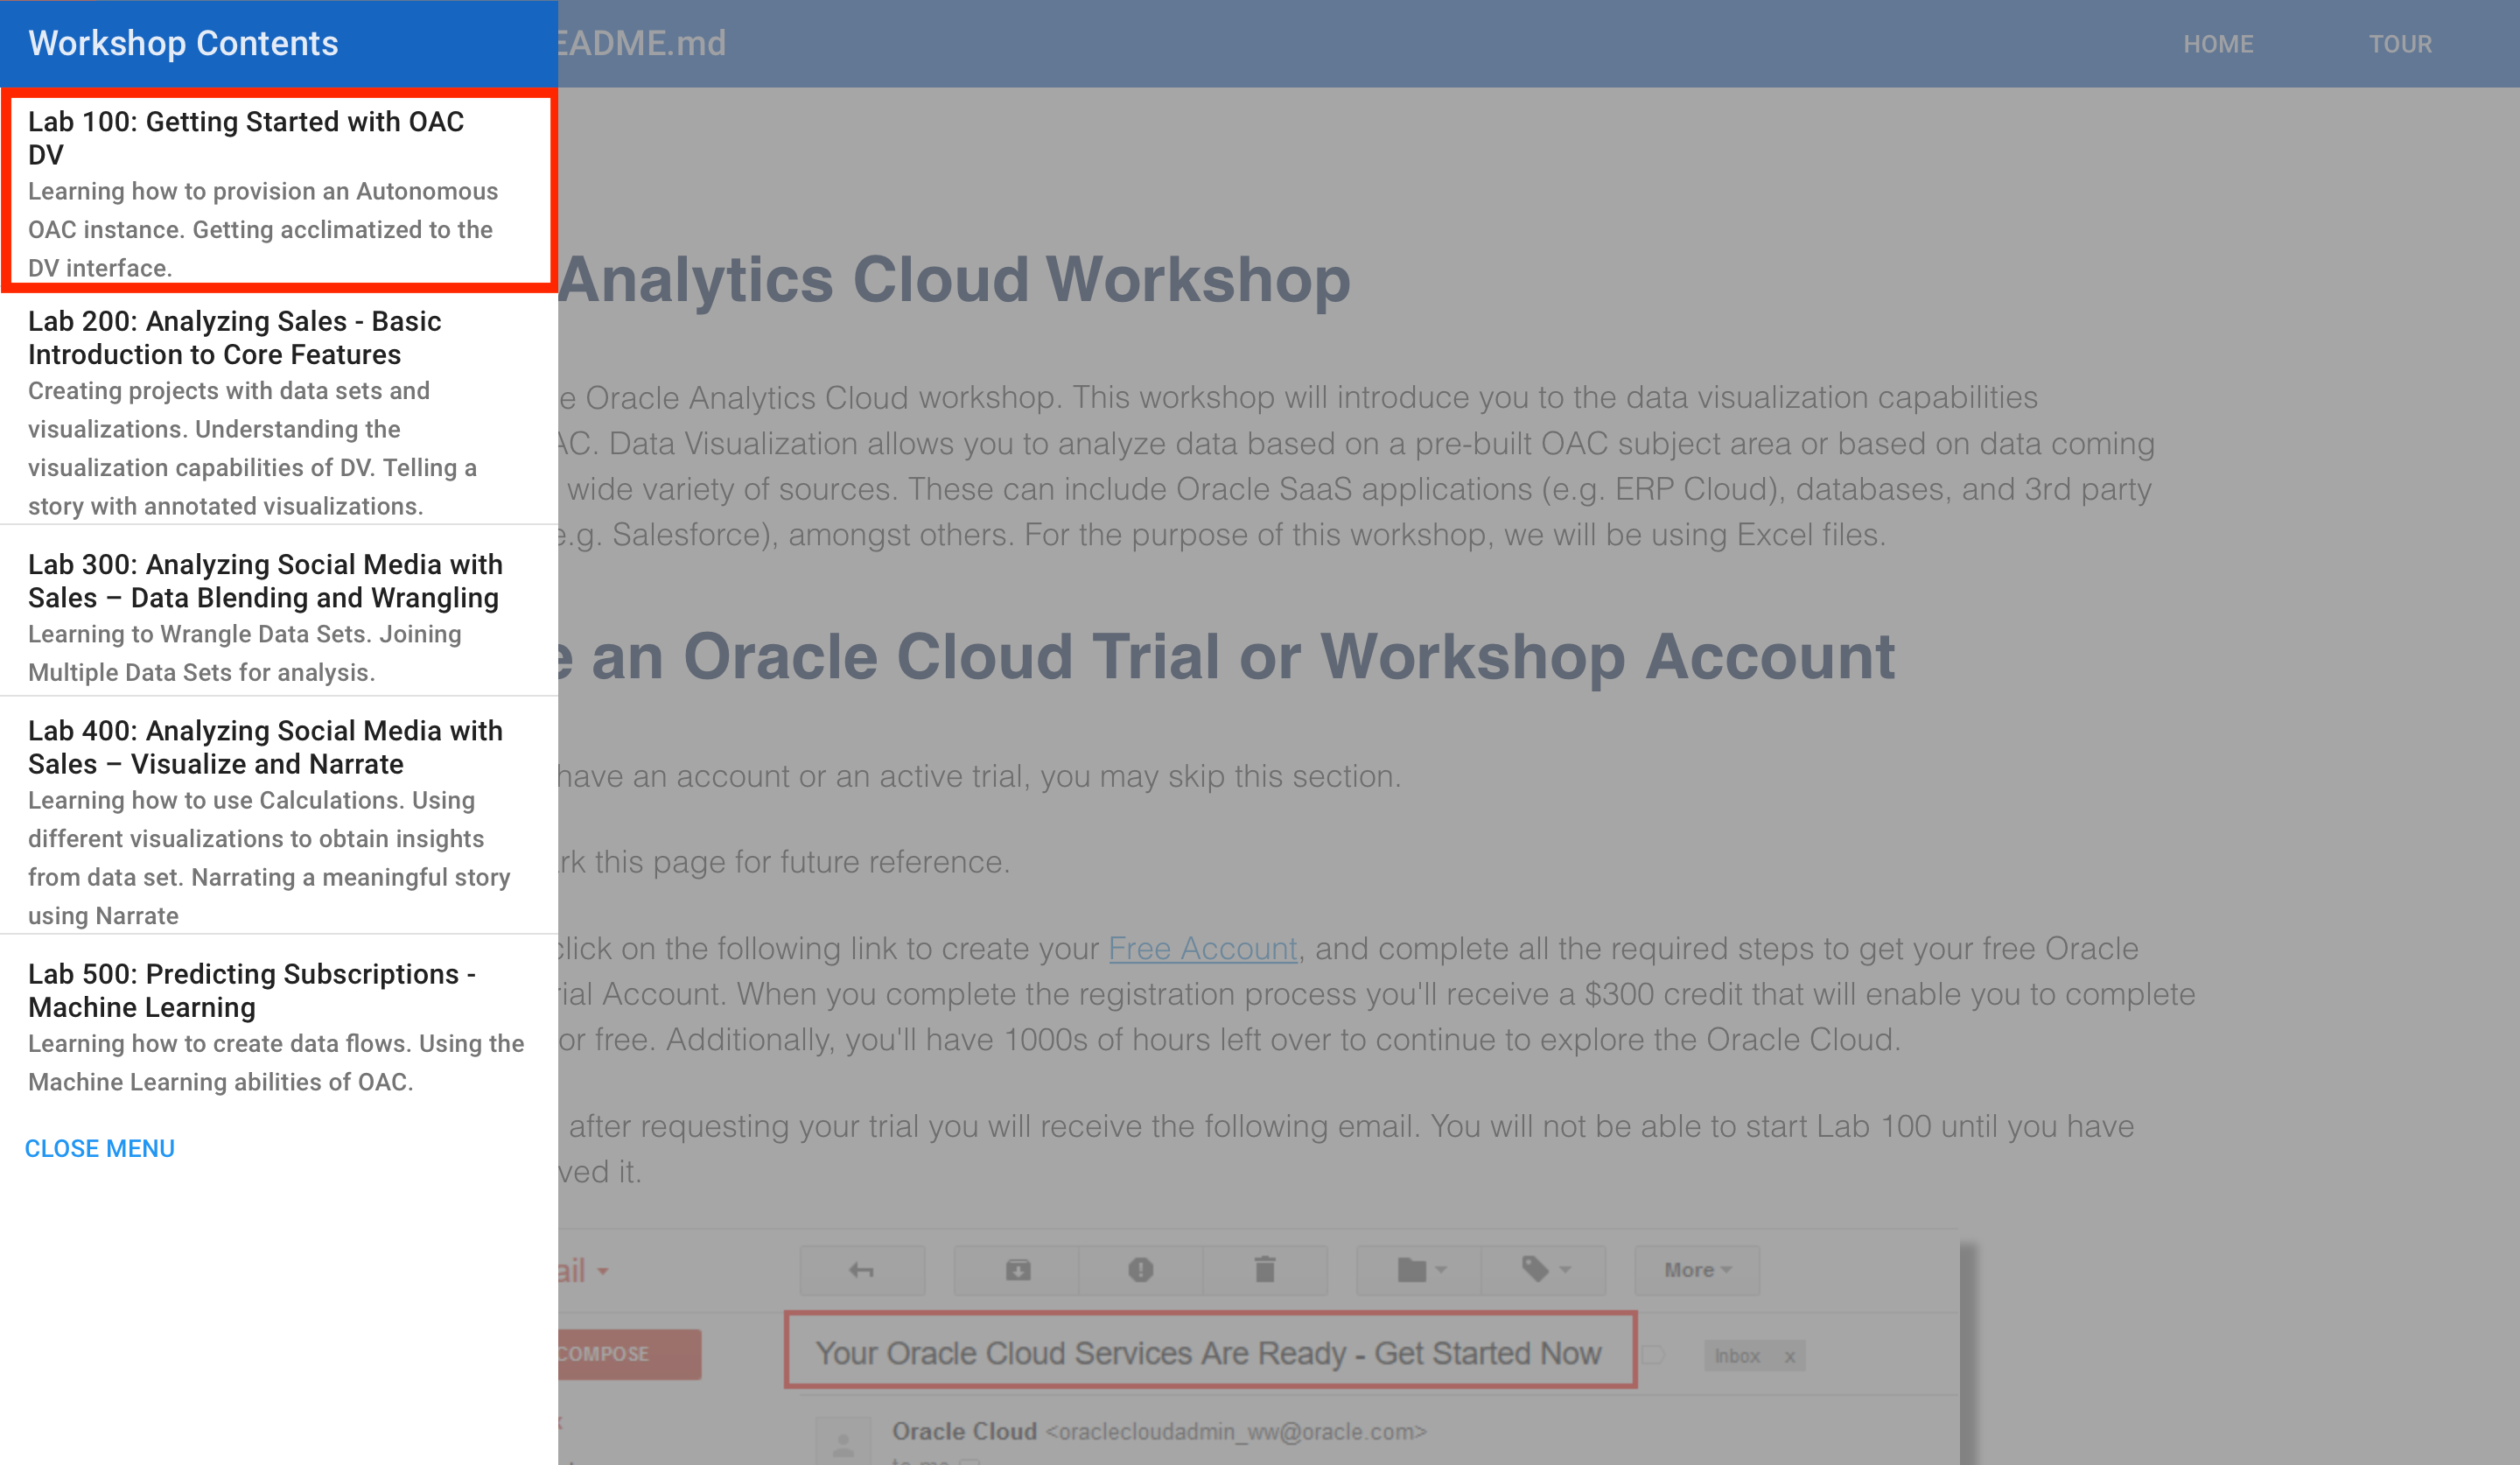 Workshop Contents
EADME.md
HOME
TOUR
Lab 100: Getting Started with OAC
DV
Learning how to provision an Autonomous
OAC instance. Getting acclimatized to the
DV interface.
Lab 200: Analyzing Sales - Basic
Introduction to Core Features
Creating projects with data sets and
visualizations. Understanding the
visualization capabilities of DV. Telling a
story with annotated visualizations.
Lab 300: Analyzing Social Media with
Sales – Data Blending and Wrangling
Learning to Wrangle Data Sets. Joining
Multiple Data Sets for analysis.
Lab 400: Analyzing Social Media with
Sales – Visualize and Narrate
Learning how to use Calculations. Using
different visualizations to obtain insights
from data set. Narrating a meaningful story
using Narrate
Lab 500: Predicting Subscriptions -
Machine Learning
Learning how to create data flows. Using the
Machine Learning abilities of OAC.
CLOSE MENU
Analytics Cloud Workshop
e Oracle Analytics Cloud workshop. This workshop will introduce you to the data visualization capabilities
AC. Data Visualization allows you to analyze data based on a pre-built OAC subject area or based on data coming
wide variety of sources. These can include Oracle SaaS applications (e.g. ERP Cloud), databases, and 3rd party
e.g. Salesforce), amongst others. For the purpose of this workshop, we will be using Excel files.
e an Oracle Cloud Trial or Workshop Account
have an account or an active trial, you may skip this section.
rk this page for future reference.
click on the following link to create your Free Account, and complete all the required steps to get your free Oracle
rial Account. When you complete the registration process you'll receive a $300 credit that will enable you to complete
or free. Additionally, you'll have 1000s of hours left over to continue to explore the Oracle Cloud.
after requesting your trial you will receive the following email. You will not be able to start Lab 100 until you have
ved it.
ail
More
COMPOSE
Your Oracle Cloud Services Are Ready - Get Started Now
Inbox x
Oracle Cloud <oraclecloudadmin_ww@oracle.com>